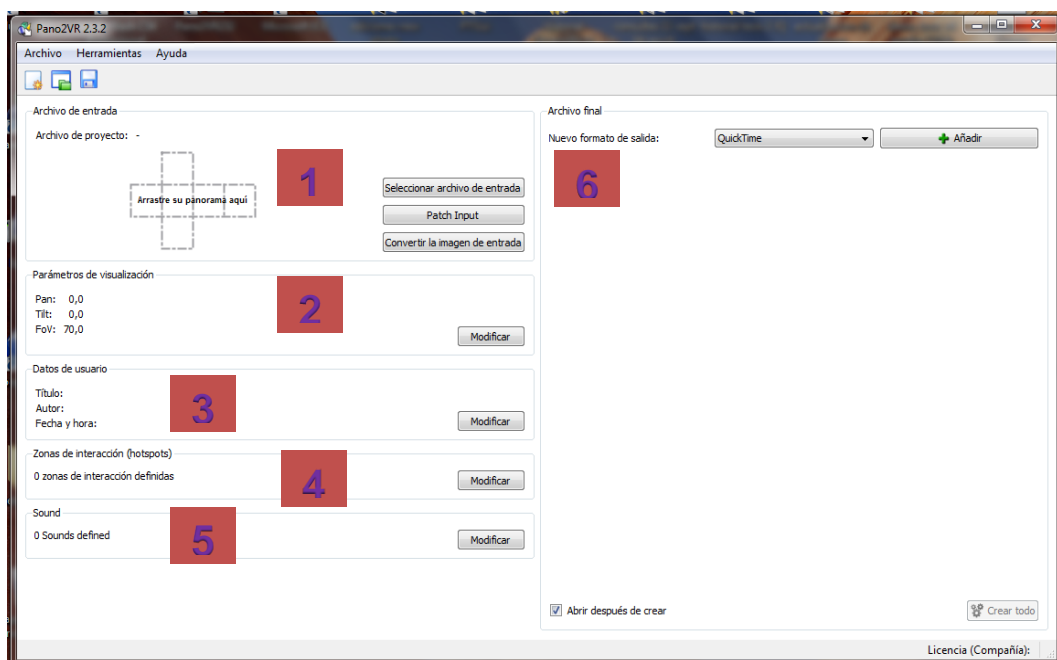 Pano2VR 2.3.2
Archivo Herramientas Ayuda
Archivo de entrada
Archivo de proyecto: -
1
Arrastre su panorama aqui
Seleccionar archivo de entrada
Patch Input
Convertir la imagen de entrada
Parámetros de visualización
Pan: 0,0
Tilt: 0,0
FoV: 70,0
2
Modificar
Datos de usuario
Título:
Autor:
Fecha y hora:
3
Modificar
Zonas de interacción (hotspots)
0 zonas de interacción definidas
4
Modificar
Sound
0 Sounds defined
5
Modificar
Archivo final
Nuevo formato de salida: QuickTime Añadir
6
Abrir después de crear
Crear todo
Licencia (Compañía):